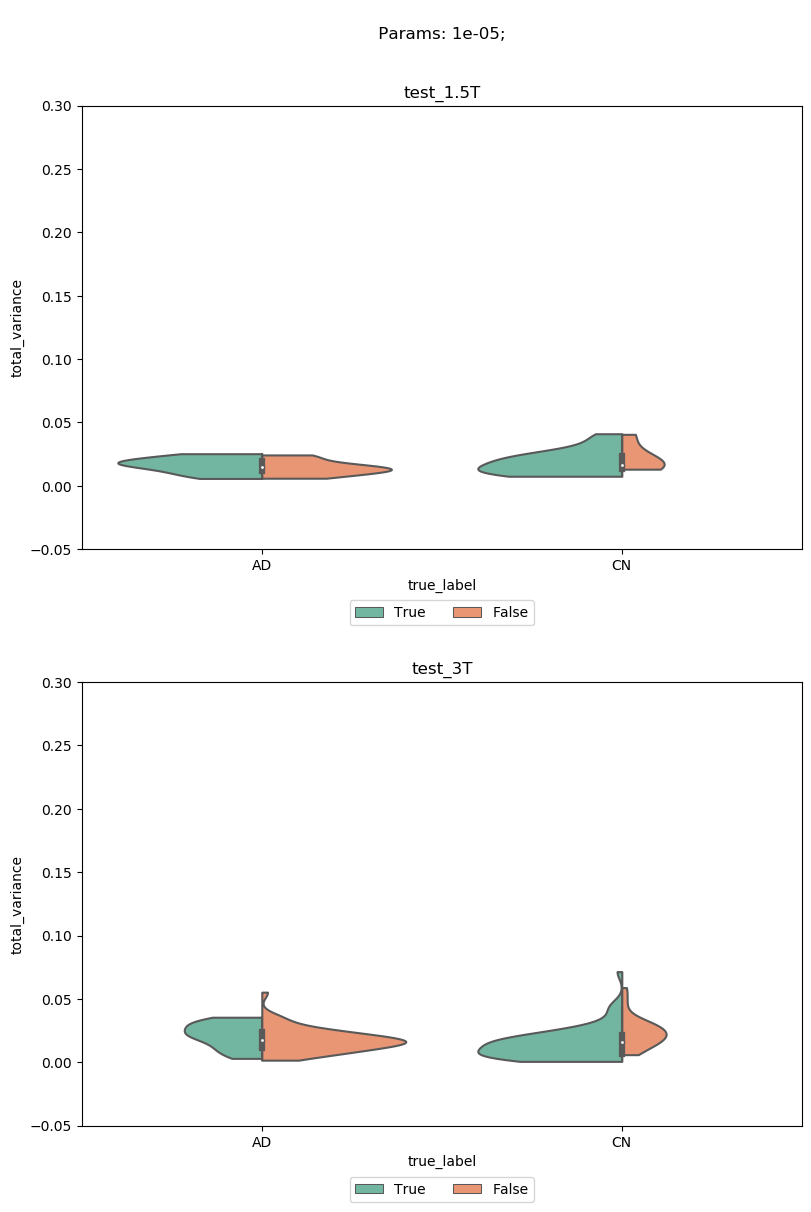 Params: 1e-05;
test_1.5T
0.30
0.25
0.20
0.15
0.10
0.05
0.00
−0.05
total_variance
AD CN
true_label
True False
test_3T
0.30
0.25
0.20
0.15
0.10
0.05
0.00
−0.05
total_variance
AD CN
true_label
True False